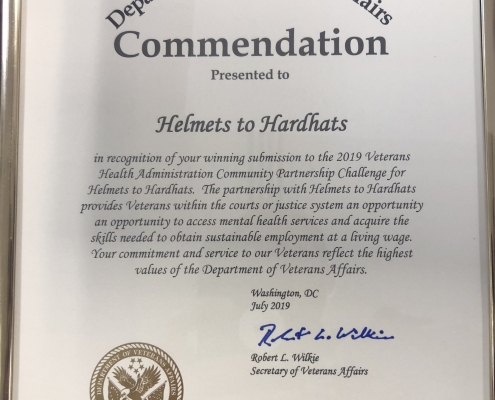 Commendation
Presented to
Helmets to Hardhats
in recognition of your winning submission to the 2019 Veterans
Health Administration Community Partnership Challenge for
Helmets to Hardhats. The partnership with Helmets to Hardhats
provides Veterans within the courts or justice system an opportunity
an opportunity to access mental health services and acquire the
skills needed to obtain sustainable employment at a living wage.
Your commitment and service to our Veterans reflect the highest
values of the Department of Veterans Affairs.
Washington, DC
July 2019
Robert L. Wilkie
Robert L. Wilkie
Secretary of Veterans Affairs